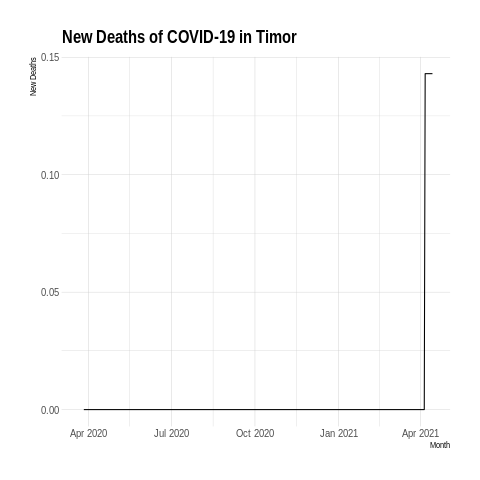 New Deaths of COVID-19 in Timor
New Deaths
0.15
0.10
0.05
0.00
Apr 2020 Jul 2020 Oct 2020 Jan 2021 Apr 2021
Month